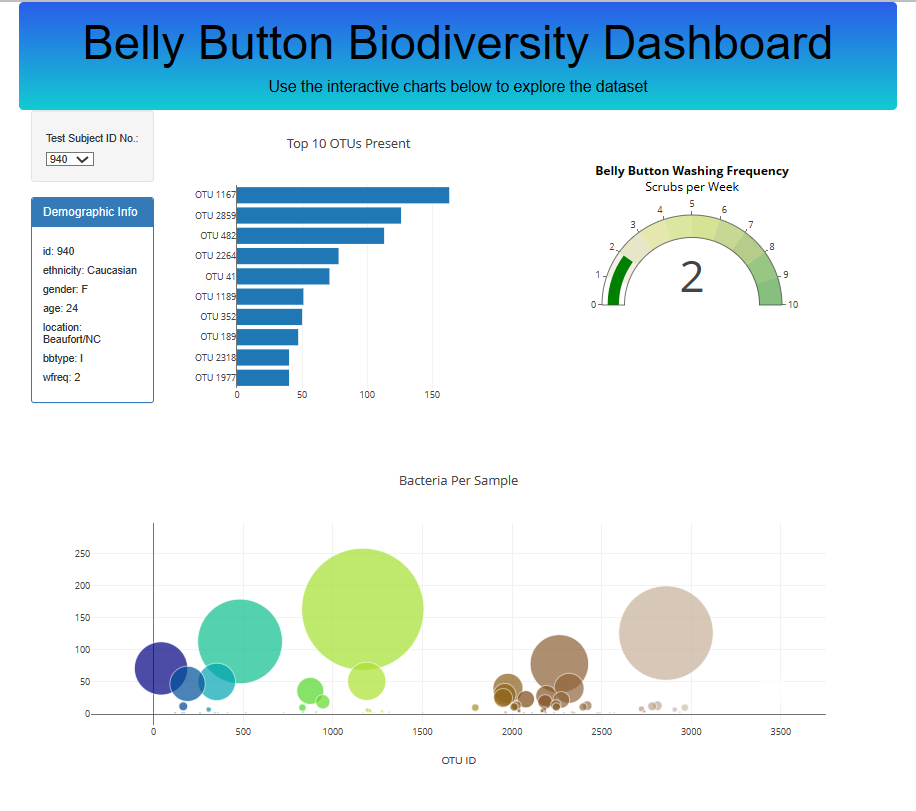 Belly Button Biodiversity Dashboard
Use the interactive charts below to explore the dataset
Test Subject ID No.:
940
Demographic Info
id: 940
ethnicity: Caucasian
gender: F
age: 24
location:
Beaufort/NC
bbtype: I
wfreq: 2
Top 10 OTUs Present
OTU 1167
OTU 2859
OTU 482
OTU 2264
OTU 41
OTU 1189
OTU 352
OTU 189
OTU 2318
OTU 1977
0 50 100 150
Belly Button Washing Frequency
Scrubs per Week
0 1 2 3 4 5 6 7 8 9 10
2
Bacteria Per Sample
250
200
150
100
50
0
0 500 1000 1500 2000 2500 3000 3500
OTU ID